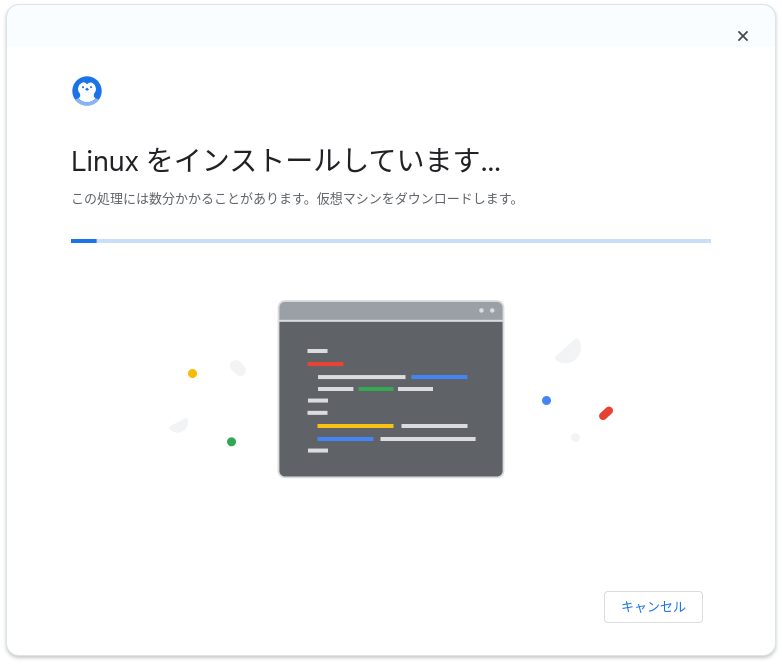 Linux をインストールしています...
この処理には数分かかることがあります。仮想マシンをダウンロードします。
キャンセル